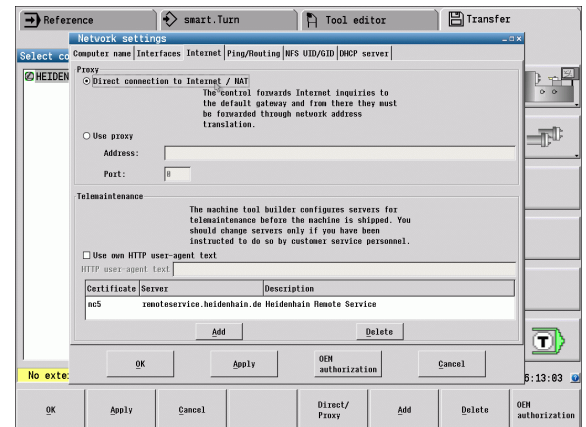 Reference
smart.Turn
Tool editor
Transfer
Network settings
Select co
Computer name Interfaces Internet Ping/Routing NFS UID/GID DHCP server
HEIDEN
Proxy
Direct connection to Internet / NAT
The control forwards Internet inquiries to
the default gateway and from there they must
be forwarded through network address
translation.
Use proxy
Address:
Port: 0
Telemaintenance
The machine tool builder configures servers for
telemaintenance before the machine is shipped. You
should change servers only if you have been
instructed to do so by customer service personnel.
Use own HTTP user-agent text
HTTP user-agent text
Certificate Server Description
nc5 remoteservice.heidenhain.de Heidenhain Remote Service
Add Delete
OK Apply OEM authorization Cancel
T
No exte
6:13:03
OK Apply Cancel Direct/ Proxy Add Delete OEM authorization